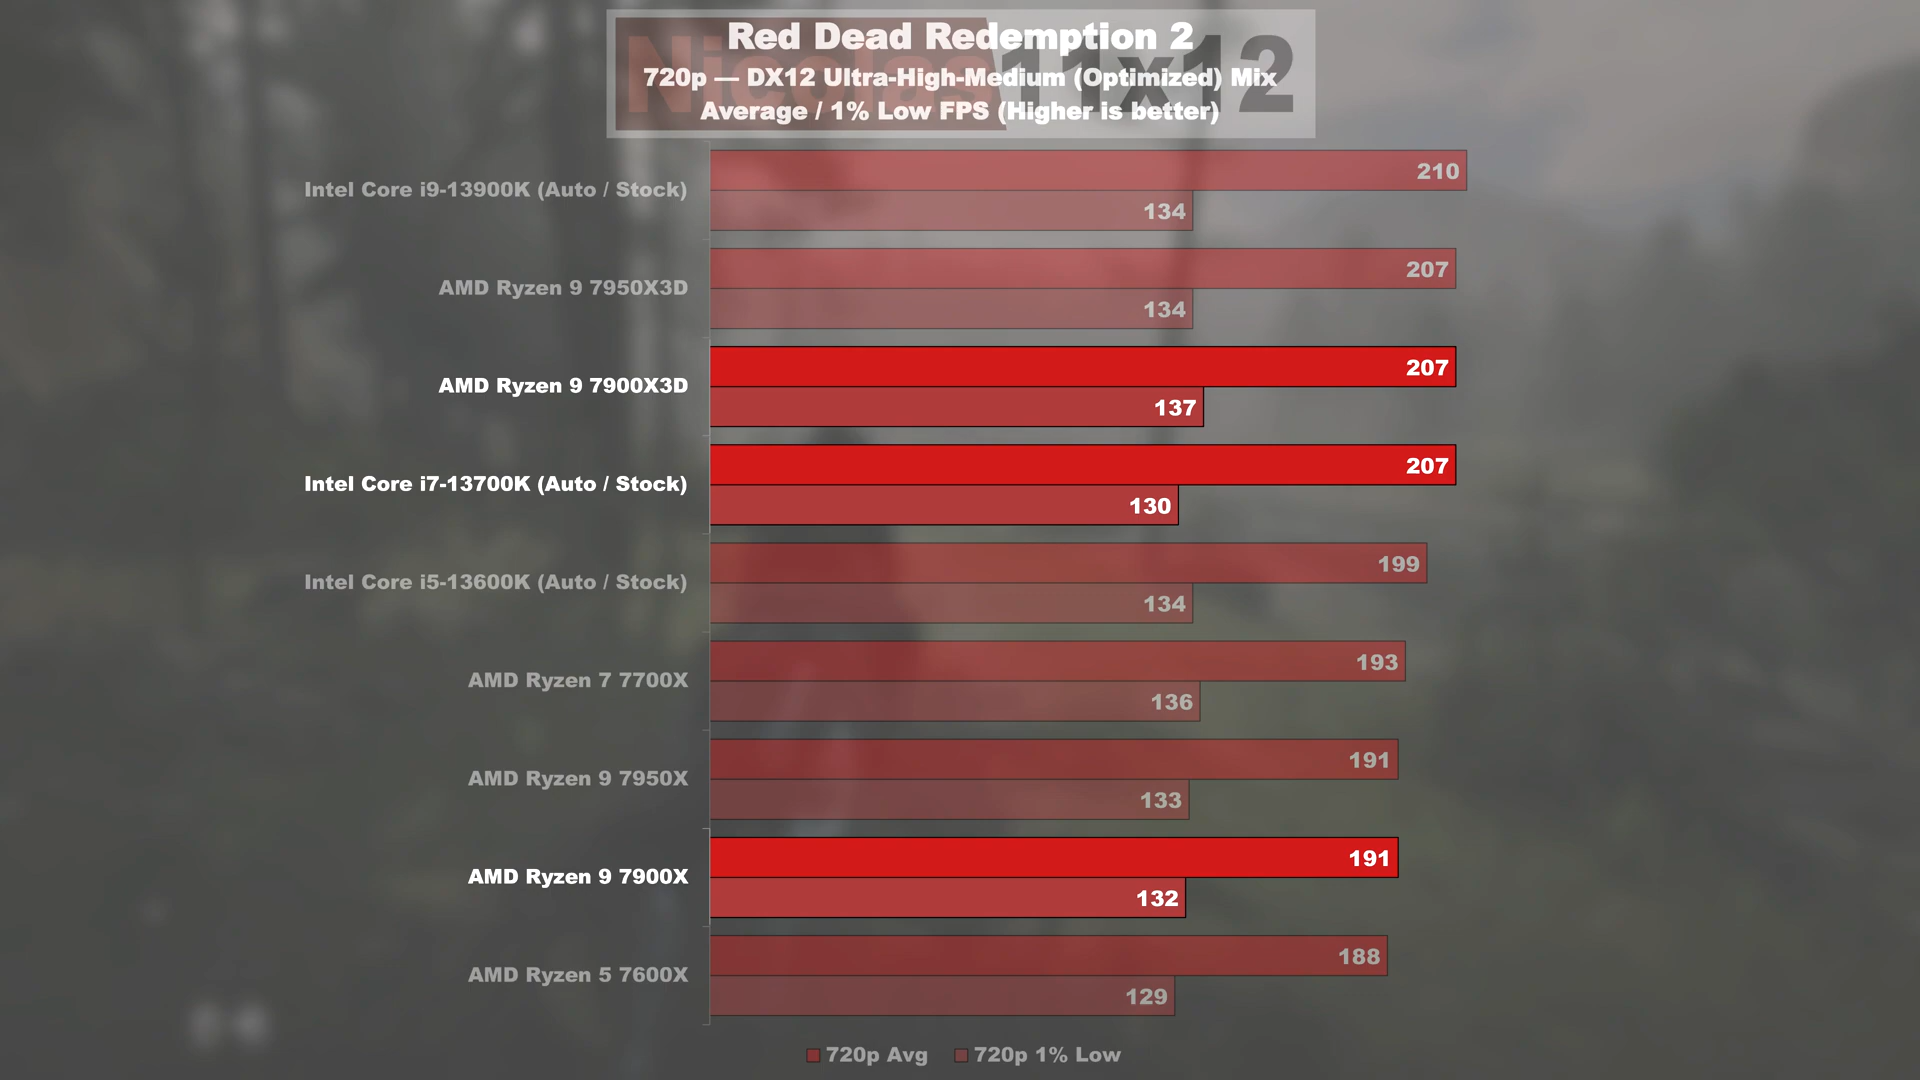 Nicolas11x12
Red Dead Redemption 2
720p — DX12 Ultra-High-Medium (Optimized) Mix
Average / 1% Low FPS (Higher is better)
Intel Core i9-13900K (Auto / Stock)
210
134
AMD Ryzen 9 7950X3D
207
134
AMD Ryzen 9 7900X3D
207
137
Intel Core i7-13700K (Auto / Stock)
207
130
Intel Core i5-13600K (Auto / Stock)
199
134
AMD Ryzen 7 7700X
193
136
AMD Ryzen 9 7950X
191
133
AMD Ryzen 9 7900X
191
132
AMD Ryzen 5 7600X
188
129
720p Avg
720p 1% Low